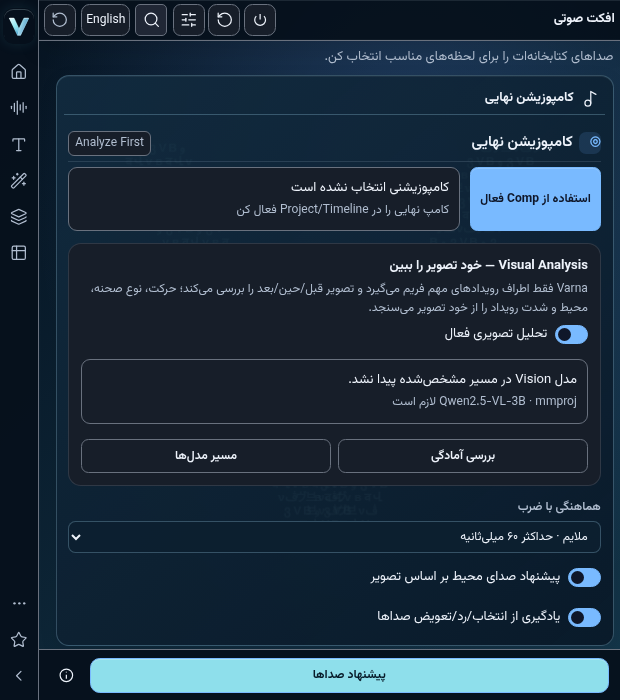 افکت صوتی
English
صداهای کتابخانه‌ات را برای لحظه‌های مناسب انتخاب کن.
کامپوزیشن نهایی
کامپوزیشن نهایی
Analyze First
استفاده از Comp فعال
کامپوزیشنی انتخاب نشده است
کامپ نهایی را در Project/Timeline فعال کن
Visual Analysis — خود تصویر را ببین
Varna فقط اطراف رویدادهای مهم فریم می‌گیرد و تصویر قبل/حین/بعد را بررسی می‌کند؛ حرکت، نوع صحنه،
محیط و شدت رویداد را از خود تصویر می‌سنجد.
تحلیل تصویری فعال
مدل Vision در مسیر مشخص‌شده پیدا نشد.
Qwen2.5-VL-3B · mmproj لازم است
بررسی آمادگی
مسیر مدل‌ها
هماهنگی با ضرب
ملایم · حداکثر ۶۰ میلی‌ثانیه
پیشنهاد صدای محیط بر اساس تصویر
یادگیری از انتخاب/رد/تعویض صداها
پیشنهاد صداها